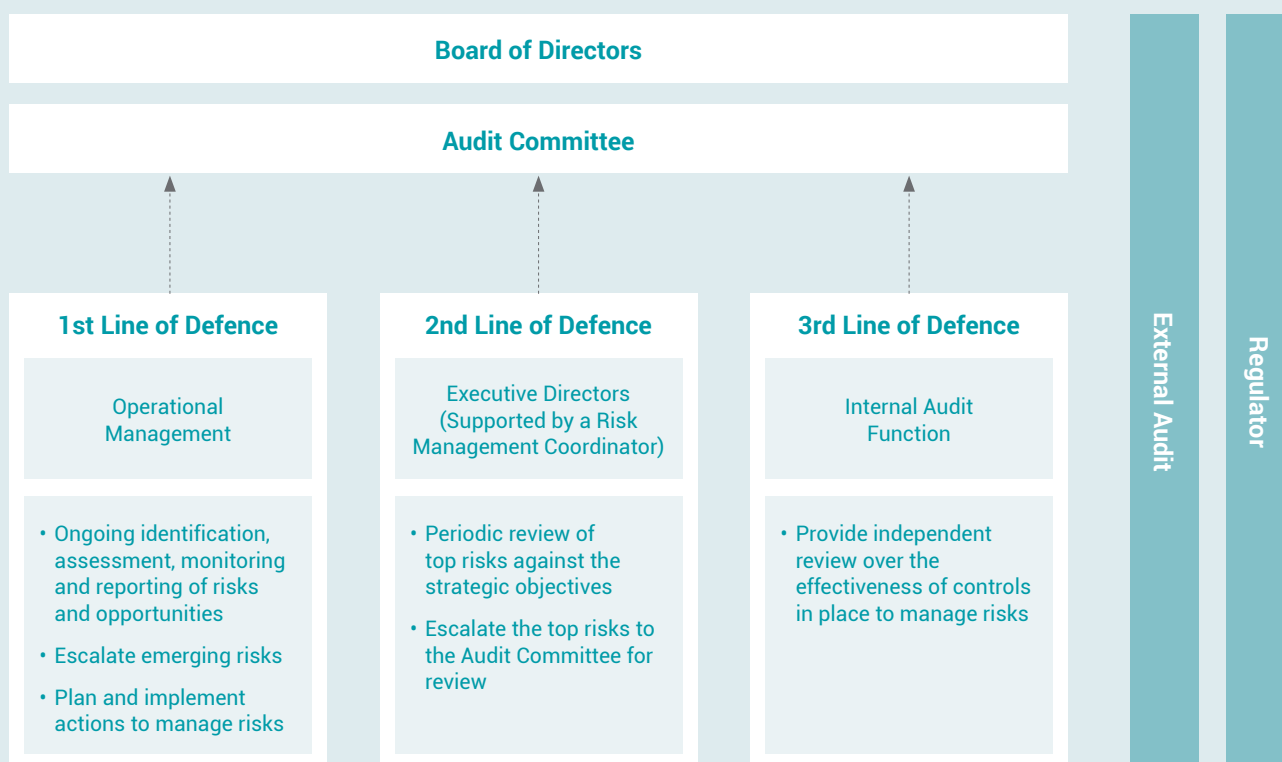 Board of Directors
Audit Committee
1st Line of Defence
Operational
Management
• Ongoing identification,
assessment, monitoring
and reporting of risks
and opportunities
• Escalate emerging risks
• Plan and implement
actions to manage risks
2nd Line of Defence
Executive Directors
(Supported by a Risk
Management Coordinator)
• Periodic review of
top risks against the
strategic objectives
• Escalate the top risks to
the Audit Committee for
review
3rd Line of Defence
Internal Audit
Function
• Provide independent
review over the
effectiveness of controls
in place to manage risks
External Audit
Regulator